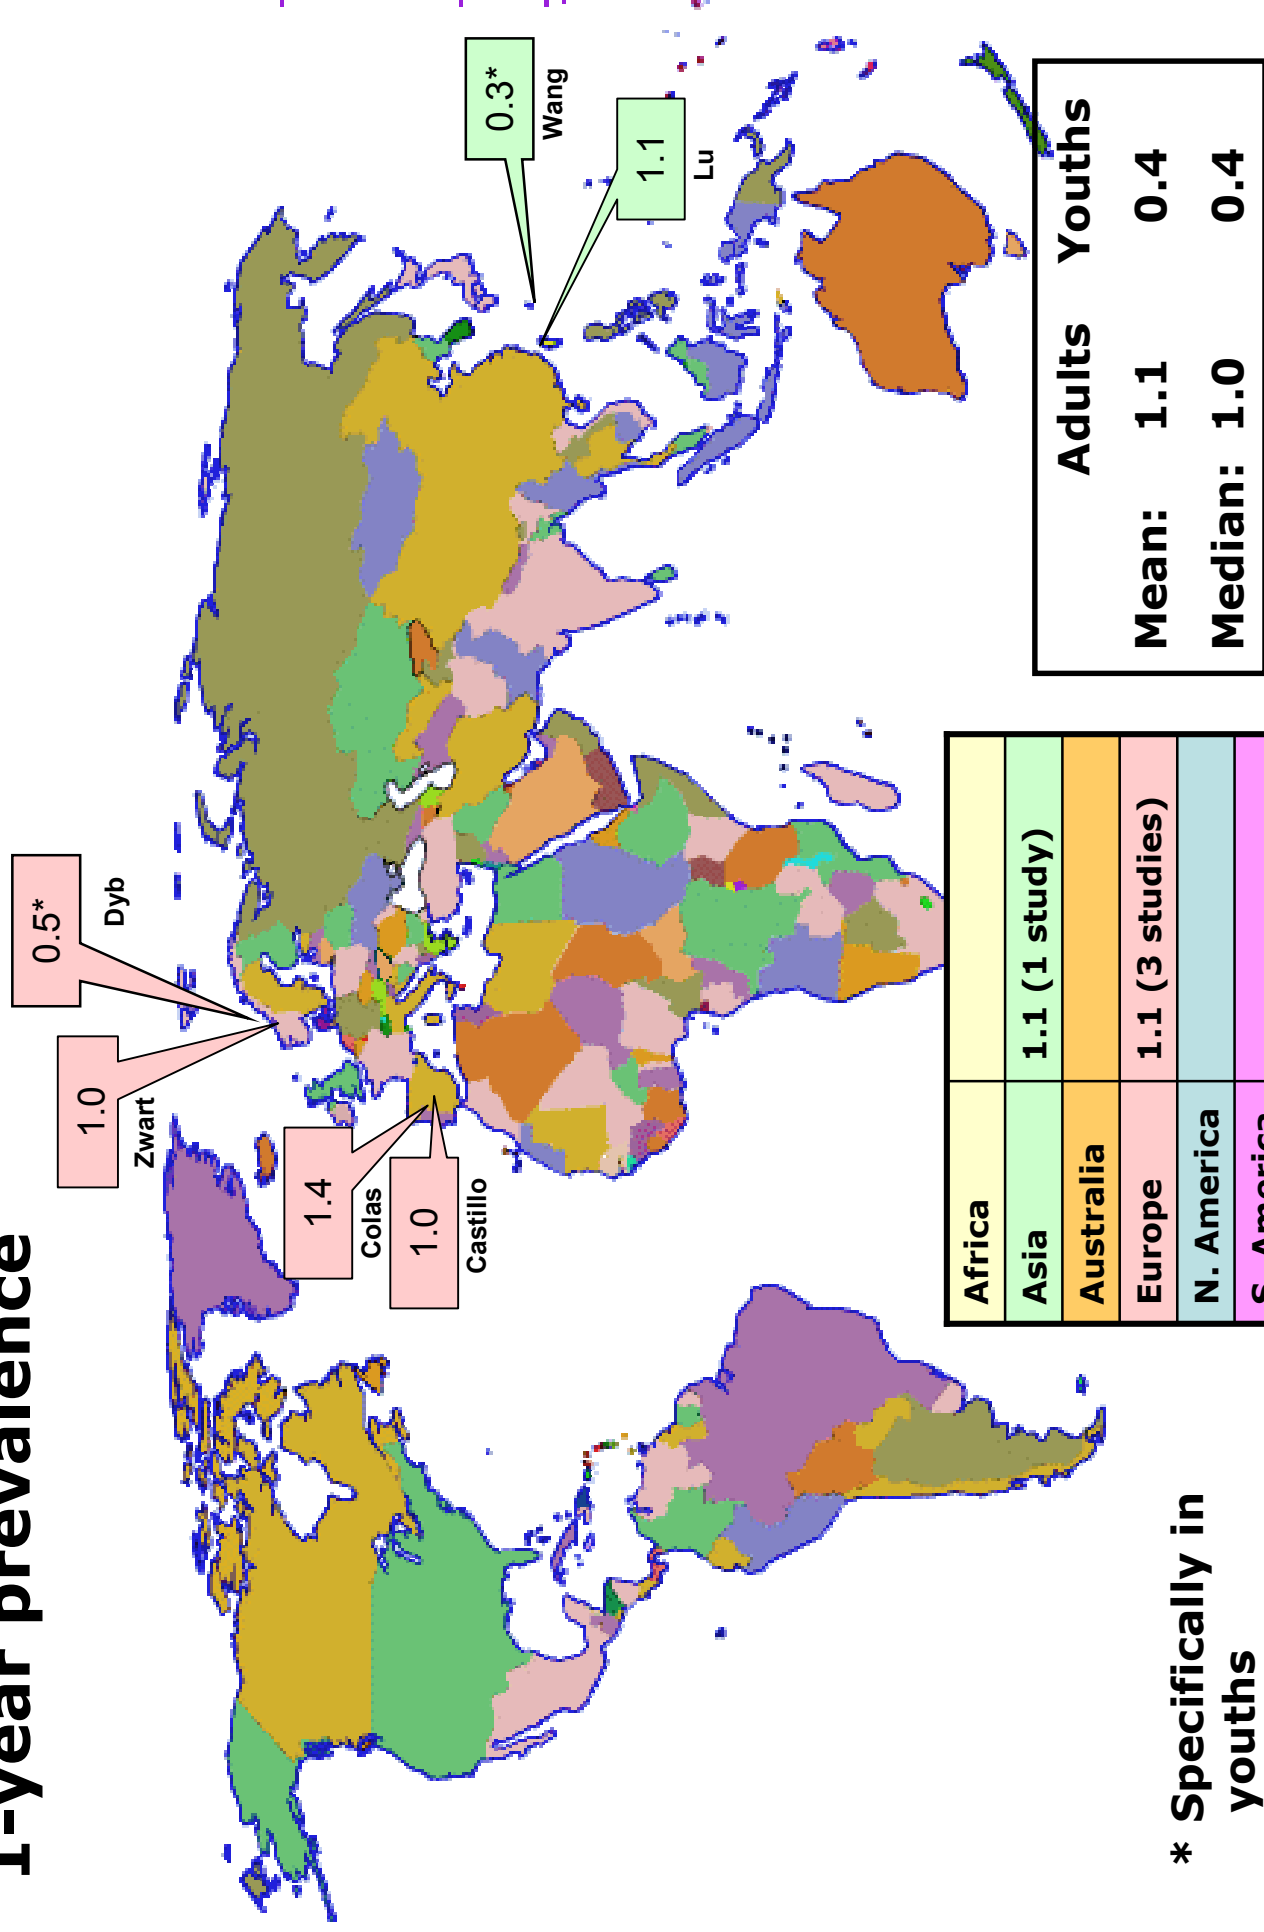 1-year prevalence
0.5*
Dyb
1.0
Zwart
1.4
Colas
1.0
Castillo
0.3*
Wang
1.1
Lu
Africa
Asia 1.1 (1 study)
Australia
Europe 1.1 (3 studies)
N. America
S. America
Adults Youths
Mean: 1.1 0.4
Median: 1.0 0.4
* Specifically in
youths